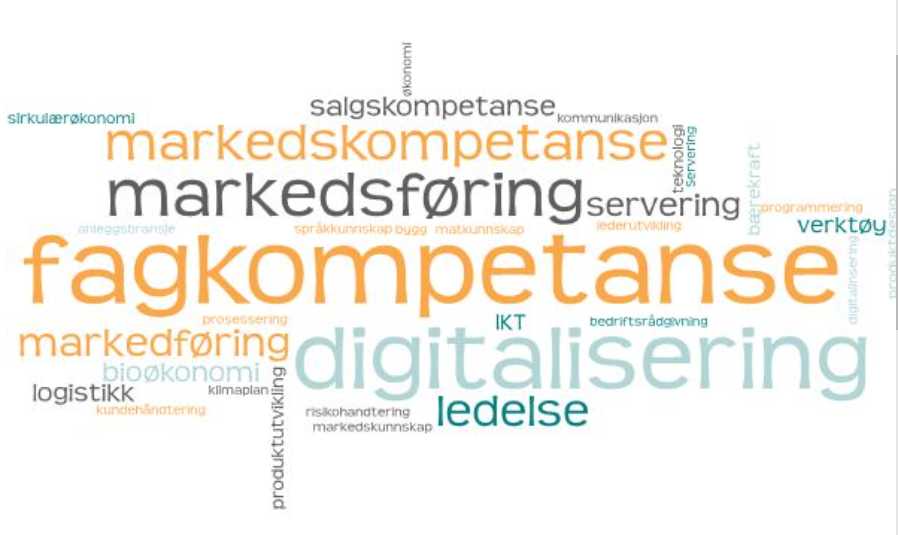 økonomi
salgskompetanse
sirkulærøkonomi
kommunikasjon
markedskompetanse
teknologi
servering
markedsføring
servering
bærekraft
programmering
produktdesign
verktøy
anleggsbransje
språkkunnskap
bygg
matkunnskap
lederutvikling
fagkompetanse
digitalisering
prosessering
IKT
bedriftsrådgivning
markedføring
digitalisering
bioøkonomi
logistikk
klimaplan
produktutvikling
kundehåndtering
risikohandtering
ledelse
markedskunnskap